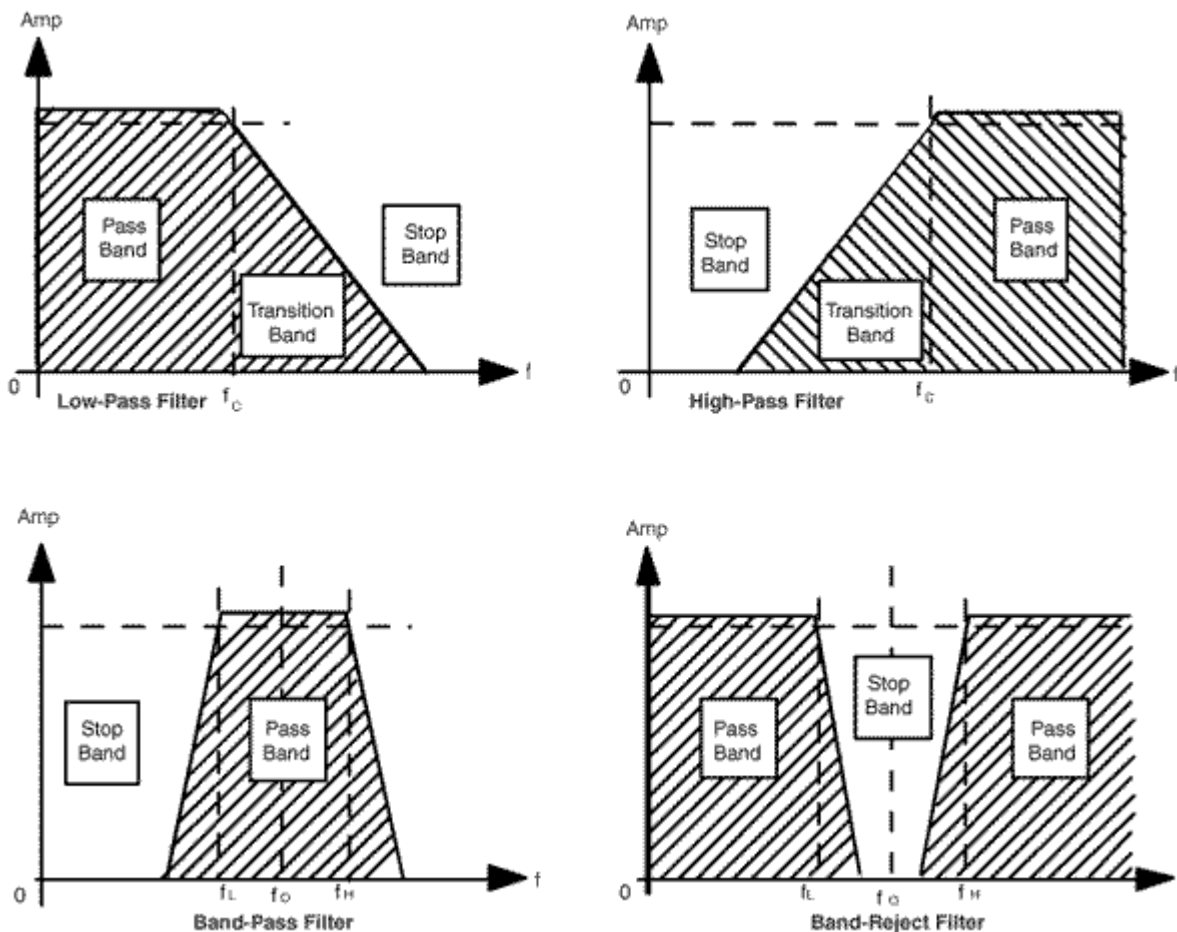 Amp
Pass
Band
Stop
Band
Transition
Band
0
f
Low-Pass Filter
f C
Amp
Stop
Band
Pass
Band
Transition
Band
0
f
High-Pass Filter
f C
Amp
Stop
Band
Pass
Band
0
f L
f O
f H
f
Band-Pass Filter
Amp
Pass
Band
Stop
Band
Pass
Band
0
f L
f O
f H
Band-Reject Filter